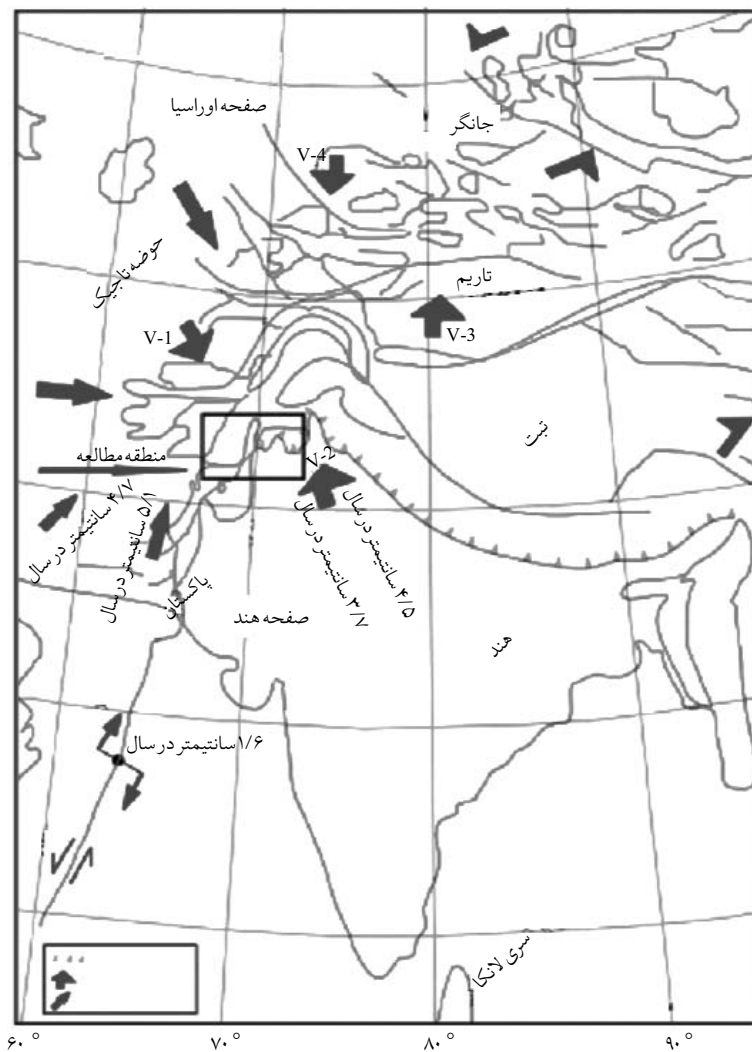 صفحه اوراسیا
جانگر
V-4
حوضه تاجیک
تاریم
V-1
V-3
تبت
منطقه مطالعه
V-2
۴/۷ سانتیمتر در سال
۵/۱ سانتیمتر در سال
پاکستان
۳/۷ سانتیمتر در سال
۴/۵ سانتیمتر در سال
صفحه هند
هند
۱/۶ سانتیمتر در سال
سری لانکا
۶۰°
۷۰°
۸۰°
۹۰°